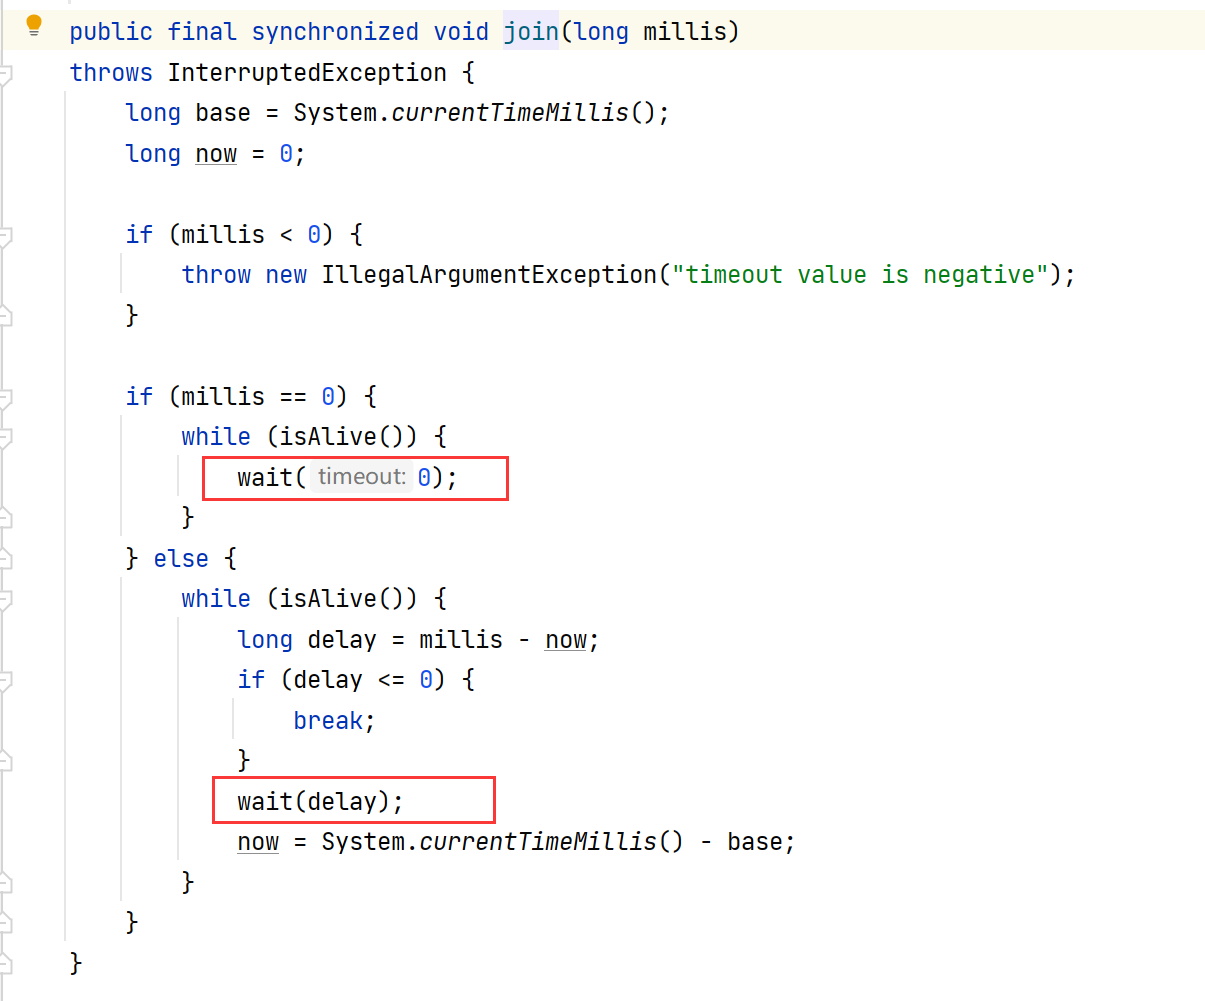 public final synchronized void join(long millis)
throws InterruptedException {
    long base = System.currentTimeMillis();
    long now = 0;

    if (millis < 0) {
        throw new IllegalArgumentException("timeout value is negative");
    }

    if (millis == 0) {
        while (isAlive()) {
            wait( timeout: 0);
        }
    } else {
        while (isAlive()) {
            long delay = millis - now;
            if (delay <= 0) {
                break;
            }
            wait(delay);
            now = System.currentTimeMillis() - base;
        }
    }
}